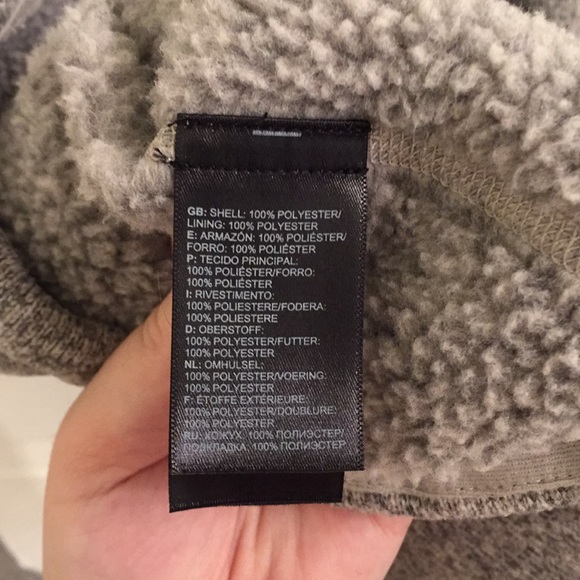 GB: SHELL: 100% POLYESTER/
LINING: 100% POLYESTER
E: ARMAZÓN: 100% POLIÉSTER/
FORRO: 100% POLIÉSTER
P: TECIDO PRINCIPAL:
100% POLIÉSTER/FORRO:
100% POLIÉSTER
I: RIVESTIMENTO:
100% POLIESTERE/FODERA:
100% POLIESTERE
D: OBERSTOFF:
100% POLYESTER/FUTTER:
100% POLYESTER
NL: OMHULSEL:
100% POLYESTER/VOERING:
100% POLYESTER
F: ÉTOFFE EXTÉRIEURE:
100% POLYESTER/DOUBLURE:
100% POLYESTER
RU: КОЖУХ: 100% ПОЛИЭСТЕР/
ПОДКЛАДКА: 100% ПОЛИЭСТЕР